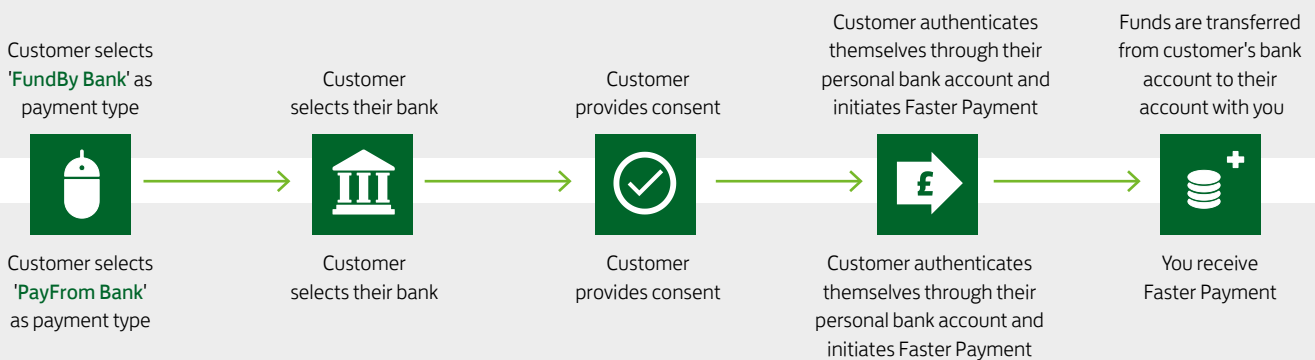 Customer selects
'FundBy Bank' as
payment type
Customer
selects their bank
Customer
provides consent
Customer authenticates
themselves through their
personal bank account and
initiates Faster Payment
Funds are transferred
from customer's bank
account to their
account with you
£
Customer selects
'PayFrom Bank'
as payment type
Customer
selects their bank
Customer
provides consent
Customer authenticates
themselves through their
personal bank account and
initiates Faster Payment
You receive
Faster Payment